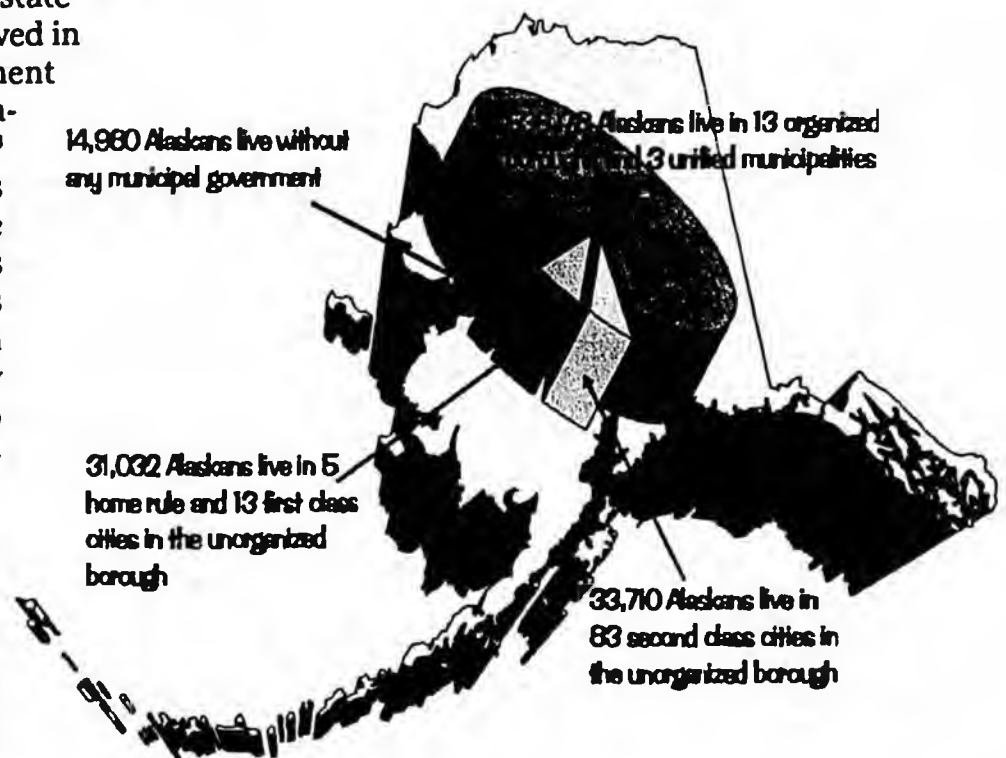 state
ved in
nent
14,980 Alaskans live without
any municipal government
Alaskans live in 13 organized
and 3 unified municipalities
31,032 Alaskans live in 5
home rule and 13 first class
cities in the unorganized
borough
33,710 Alaskans live in
83 second class cities in
the unorganized borough